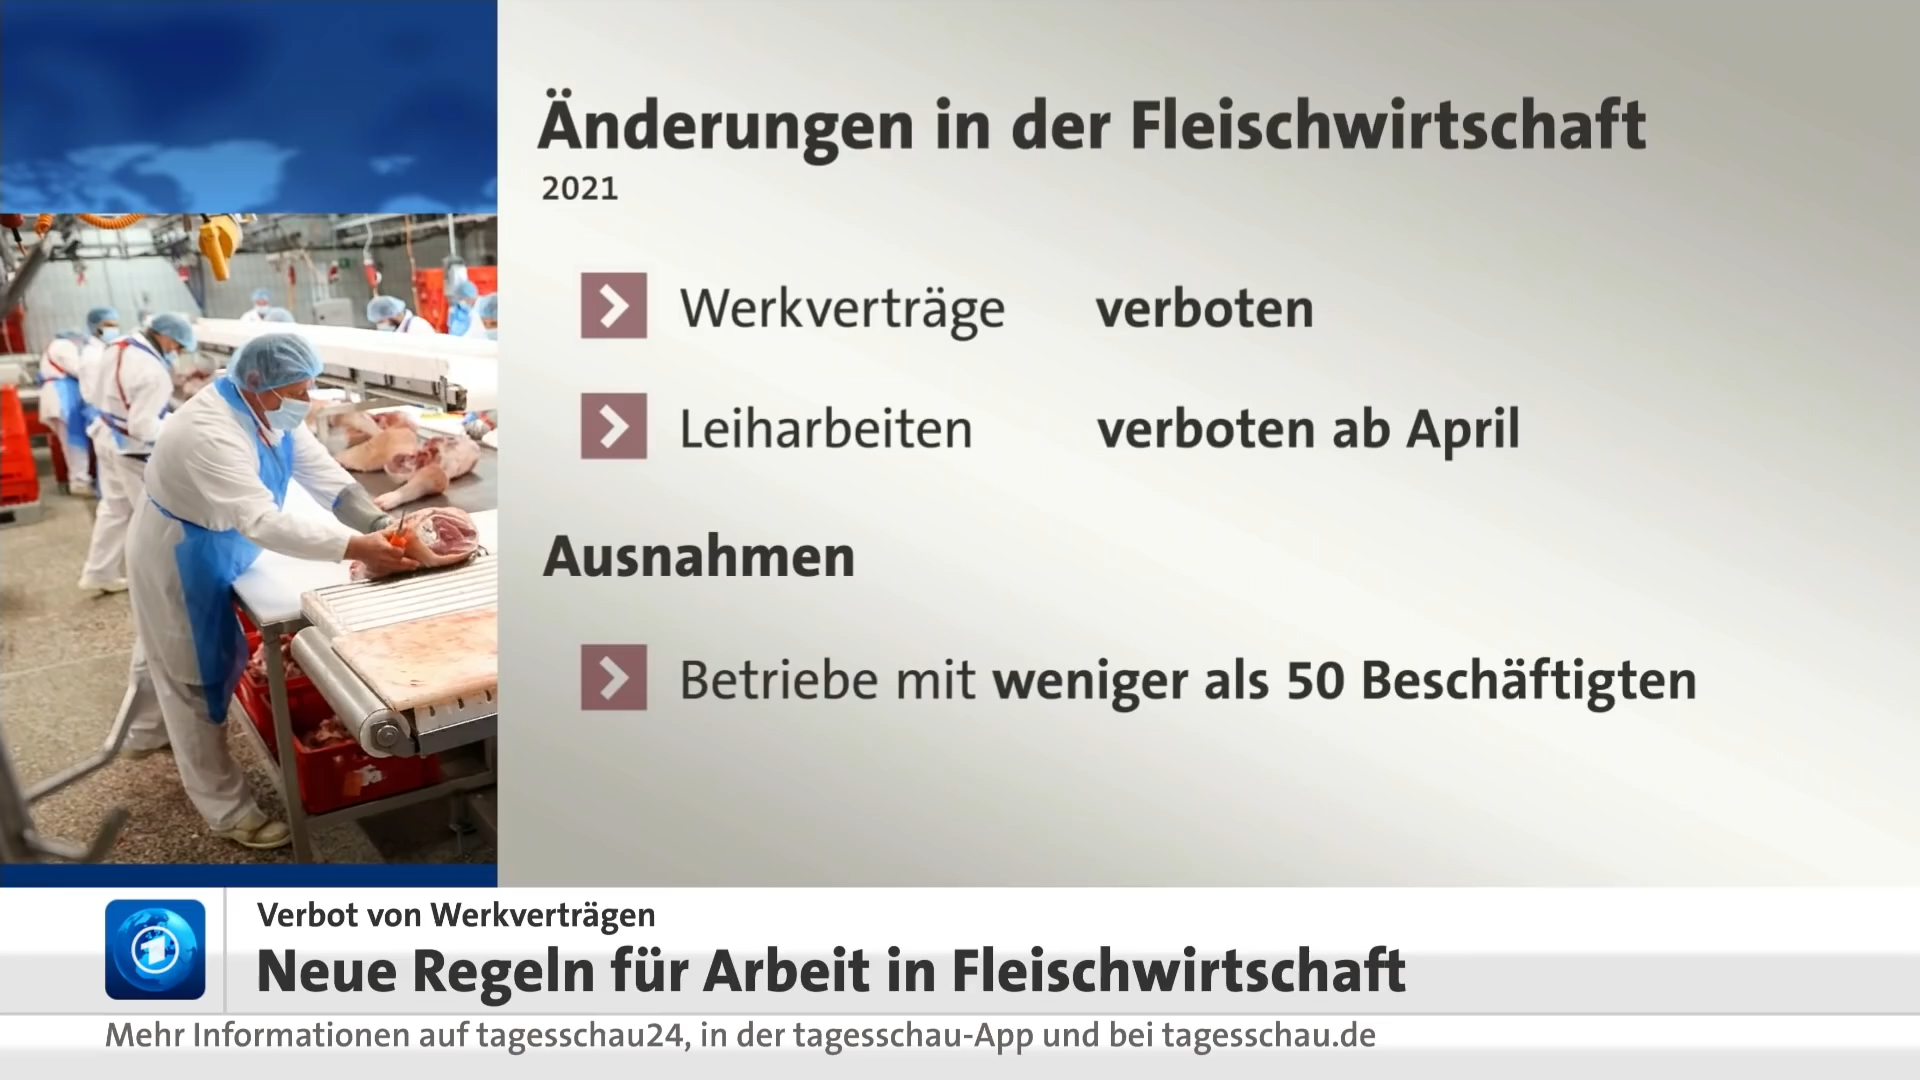 Änderungen in der Fleischwirtschaft
2021
Werkverträge verboten
Leiharbeiten verboten ab April
Ausnahmen
Betriebe mit weniger als 50 Beschäftigten
Verbot von Werkverträgen
Neue Regeln für Arbeit in Fleischwirtschaft
Mehr Informationen auf tagesschau24, in der tagesschau-App und bei tagesschau.de